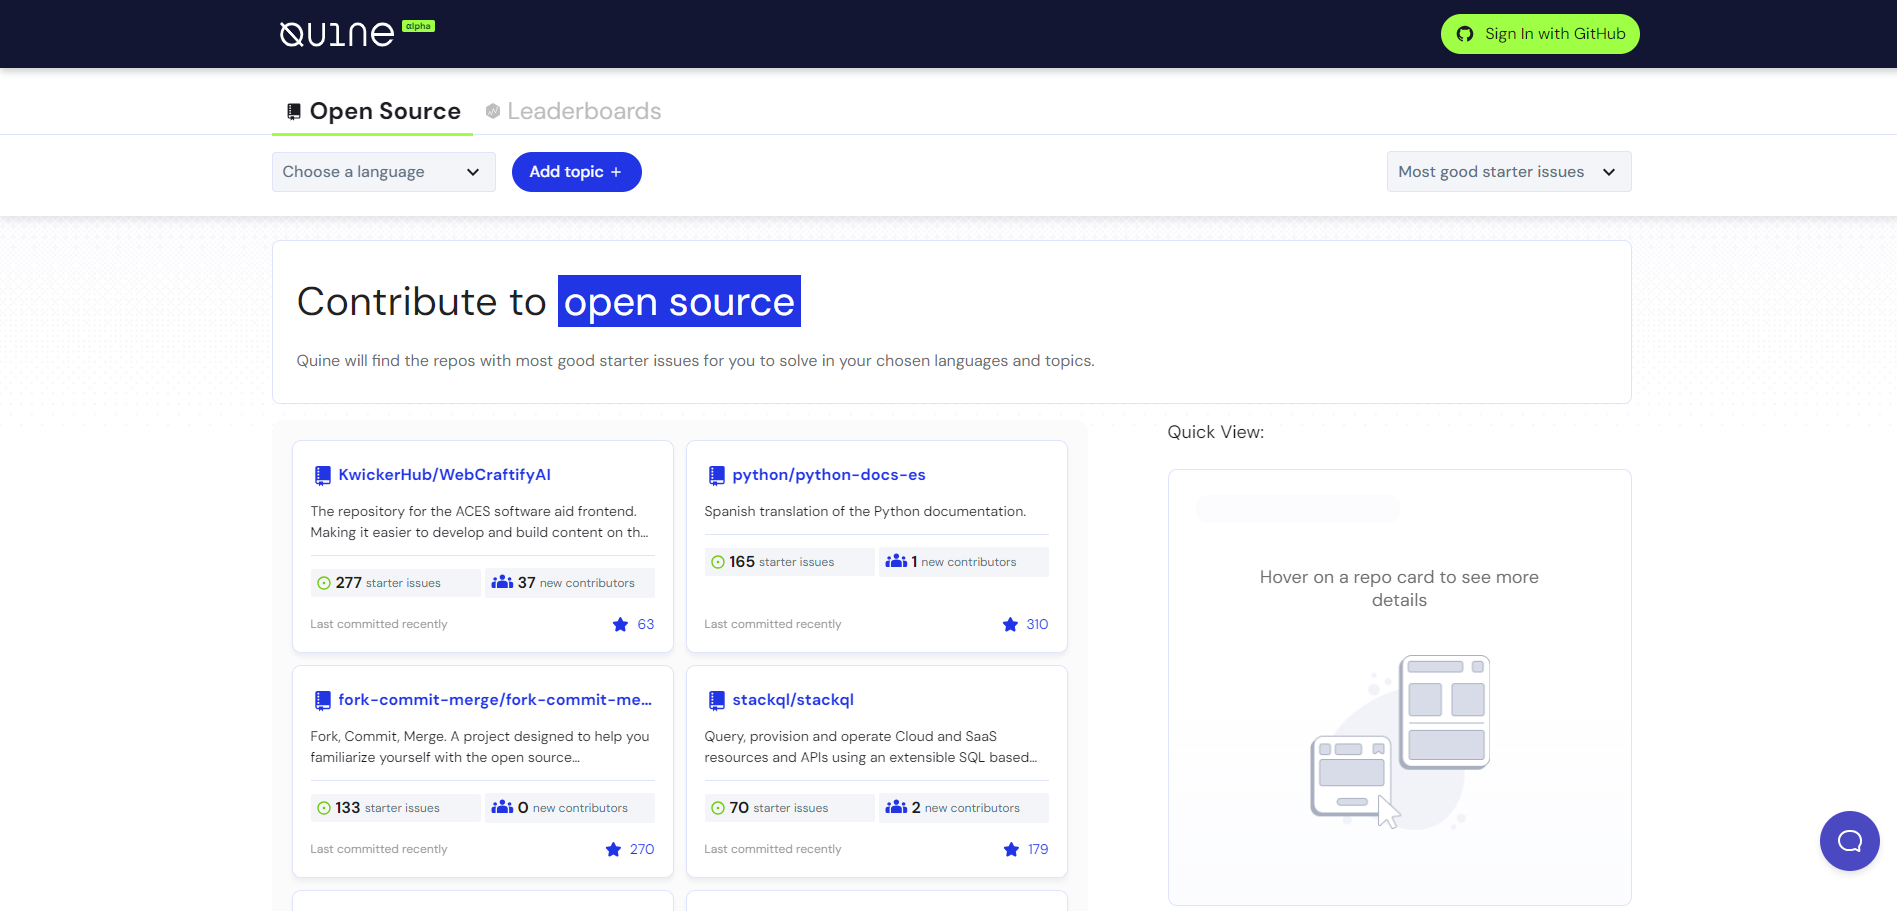 Quine alpha
Sign In with GitHub
Open Source
Leaderboards
Choose a language
Add topic +
Most good starter issues
Contribute to open source
Quine will find the repos with most good starter issues for you to solve in your chosen languages and topics.
KwickerHub/WebCraftifyAI
The repository for the ACES software aid frontend.
Making it easier to develop and build content on th...
277 starter issues
37 new contributors
Last committed recently
63
python/python-docs-es
Spanish translation of the Python documentation.
165 starter issues
1 new contributors
Last committed recently
310
fork-commit-merge/fork-commit-me...
Fork, Commit, Merge. A project designed to help you
familiarize yourself with the open source...
133 starter issues
0 new contributors
Last committed recently
270
stackql/stackql
Query, provision and operate Cloud and SaaS
resources and APIs using an extensible SQL based...
70 starter issues
2 new contributors
Last committed recently
179
Quick View:
Hover on a repo card to see more
details